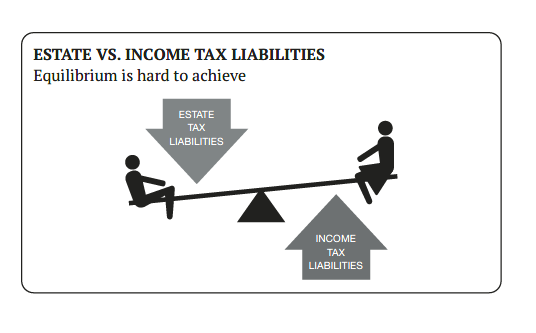 ESTATE VS. INCOME TAX LIABILITIES
Equilibrium is hard to achieve
ESTATE
TAX
LIABILITIES
INCOME
TAX
LIABILITIES